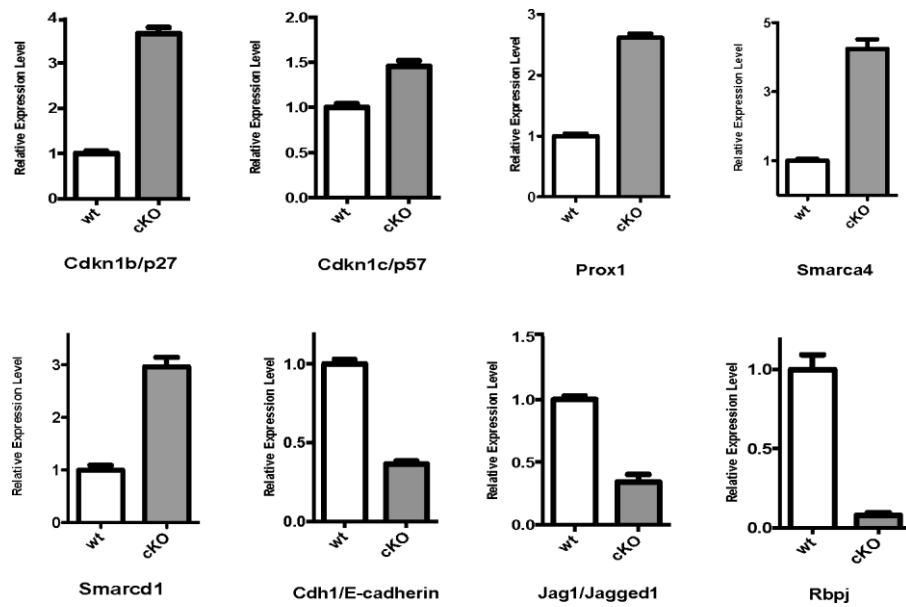 Relative Expression Level
4
3
2
1
0
wt
cKO
Cdkn1b/p27
Relative Expression Level
2.0
1.5
1.0
0.5
0.0
wt
cKO
Cdkn1c/p57
Relative Expression Level
3
2
1
0
wt
cKO
Prox1
Relative Expression Level
5
3
1
wt
cKO
Smarca4
Relative Expression Level
3
2
1
0
wt
cKO
Smarcd1
Relative Expression Level
1.0
0.5
0.0
wt
cKO
Cdh1/E-cadherin
Relative Expression Level
1.5
1.0
0.5
0.0
wt
cKO
Jag1/Jagged1
Relative Expression Level
1.0
0.5
0.0
wt
cKO
Rbpj